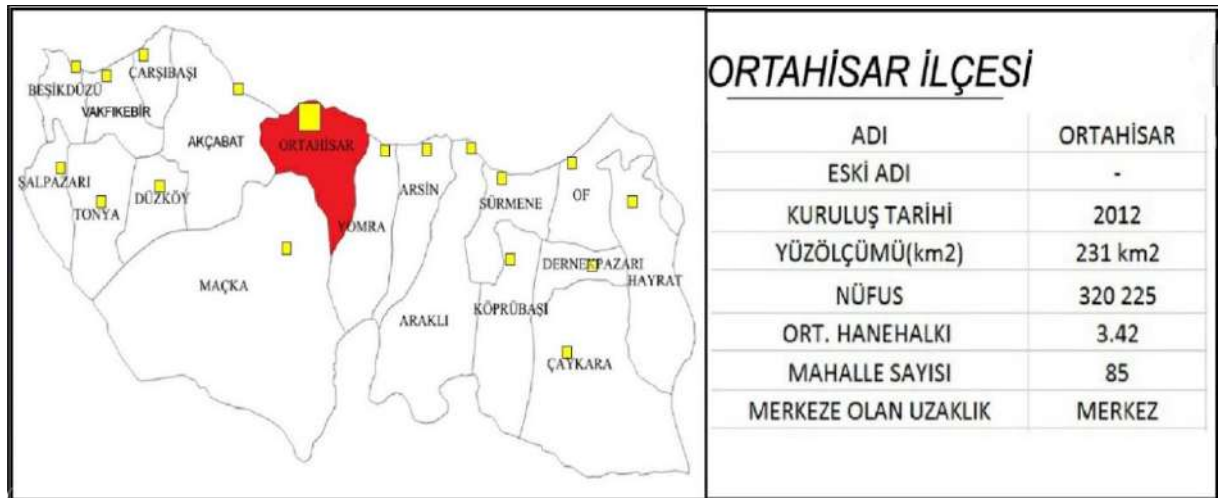 ÇARŞIBAŞI
BEŞİKDÜZÜ
VAKFIKEBİR
AKÇABAT
ORTAHİSAR
ŞALPAZARI
TONYA
DÜZKÖY
ARSİN
SÜRMENE
OF
YOMRA
MAÇKA
DERNEKPAZARI
HAYRAT
KÖPRÜBAŞI
ARAKLI
ÇAYKARA
ORTAHİSAR İLÇESİ
ADI ORTAHİSAR
ESKİ ADI -
KURULUŞ TARİHİ 2012
YÜZÖLÇÜMÜ(km2) 231 km2
NÜFUS 320 225
ORT. HANEHALKI 3.42
MAHALLE SAYISI 85
MERKEZE OLAN UZAKLIK MERKEZ